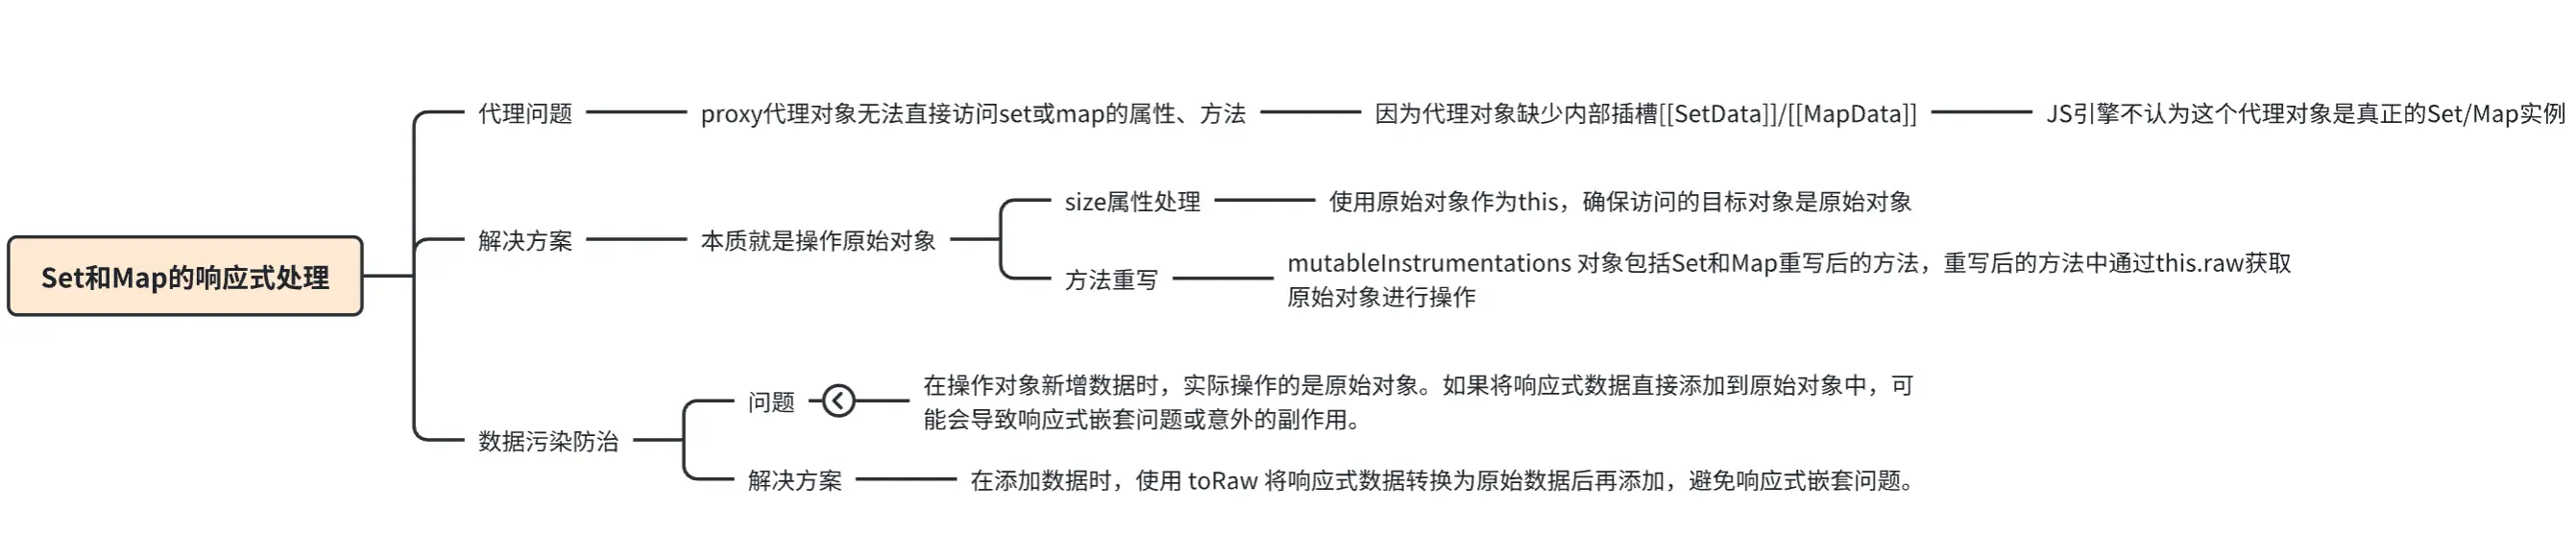 Set和Map的响应式处理
代理问题
proxy代理对象无法直接访问set或map的属性、方法
因为代理对象缺少内部插槽[[SetData]]/[[MapData]]
JS引擎不认为这个代理对象是真正的Set/Map实例
解决方案
本质就是操作原始对象
size属性处理
使用原始对象作为this，确保访问的目标对象是原始对象
方法重写
mutableInstrumentations 对象包括Set和Map重写后的方法，重写后的方法中通过this.raw获取
原始对象进行操作
数据污染防治
问题
在操作对象新增数据时，实际操作的是原始对象。如果将响应式数据直接添加到原始对象中，可
能会导致响应式嵌套问题或意外的副作用。
解决方案
在添加数据时，使用 toRaw 将响应式数据转换为原始数据后再添加，避免响应式嵌套问题。